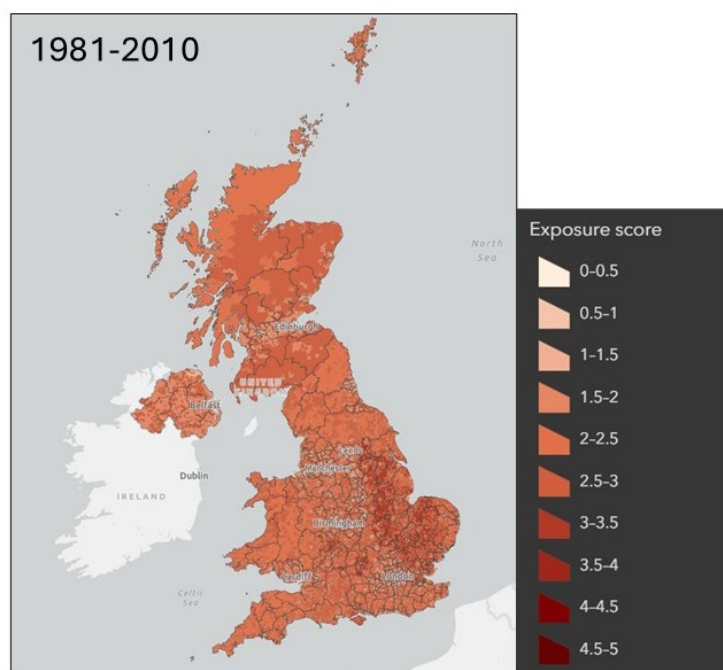 1981-2010
North
Sea
Edinburgh
UNITED
Belfast
Leeds
Manchester
Dublin
IRELAND
Birmingham
Cardiff
London
Celtic
Sea
Exposure score
0-0.5
0.5-1
1-1.5
1.5-2
2-2.5
2.5-3
3-3.5
3.5-4
4-4.5
4.5-5